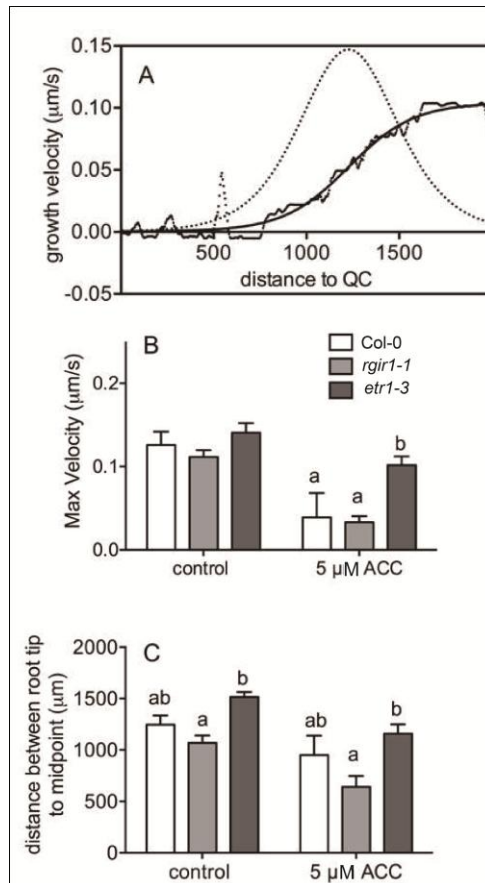 A
growth velocity (μm/s)
0.15
0.10
0.05
0.00
-0.05
500 1000 1500
distance to QC
B
Col-0
rgir1-1
etr1-3
Max Velocity (μm/s)
0.2
0.1
0.0
a a b
control 5 μM ACC
C
distance between root tip
to midpoint (μm)
2000
1500
1000
500
0
ab a b ab a b
control 5 μM ACC